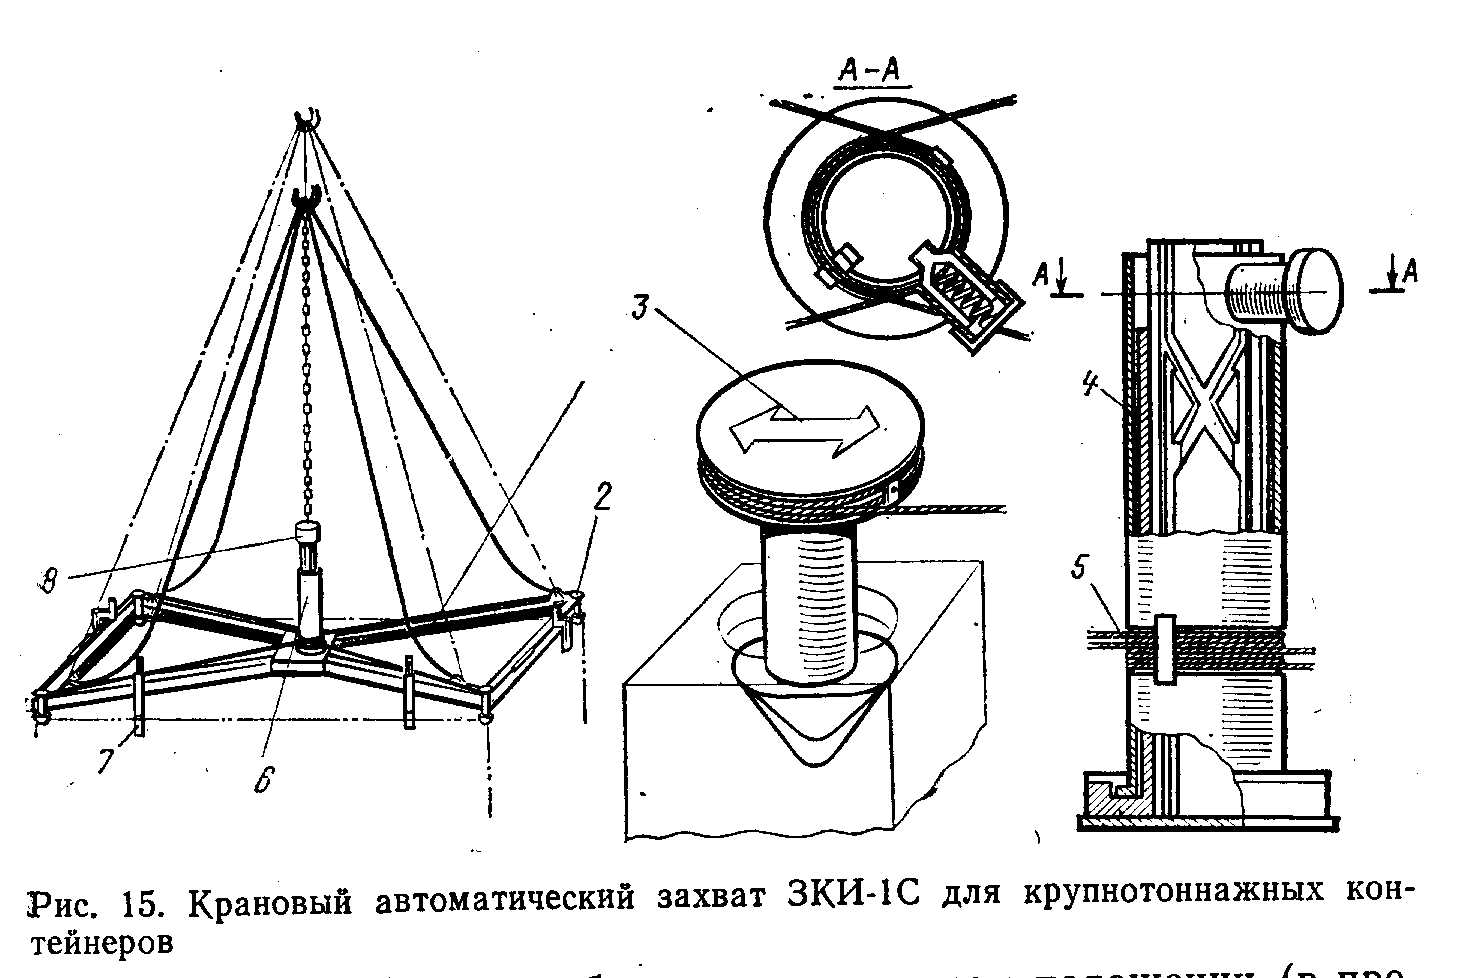 А-А
3
А
А
4
2
5
8
7
6
Рис. 15. Крановый автоматический захват ЗКИ-1С для крупнотоннажных кон-
тейнеров